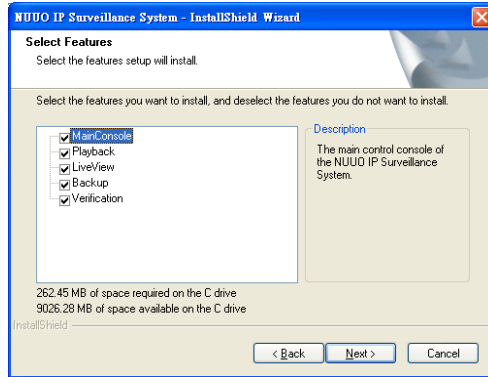 NUUO IP Surveillance System - InstallShield Wizard
Select Features
Select the features setup will install.
Select the features you want to install, and deselect the features you do not want to install.
MainConsole
Playback
LiveView
Backup
Verification
Description
The main control console of
the NUUO IP Surveillance
System.
262.45 MB of space required on the C drive
9026.28 MB of space available on the C drive
InstallShield
< Back
Next >
Cancel